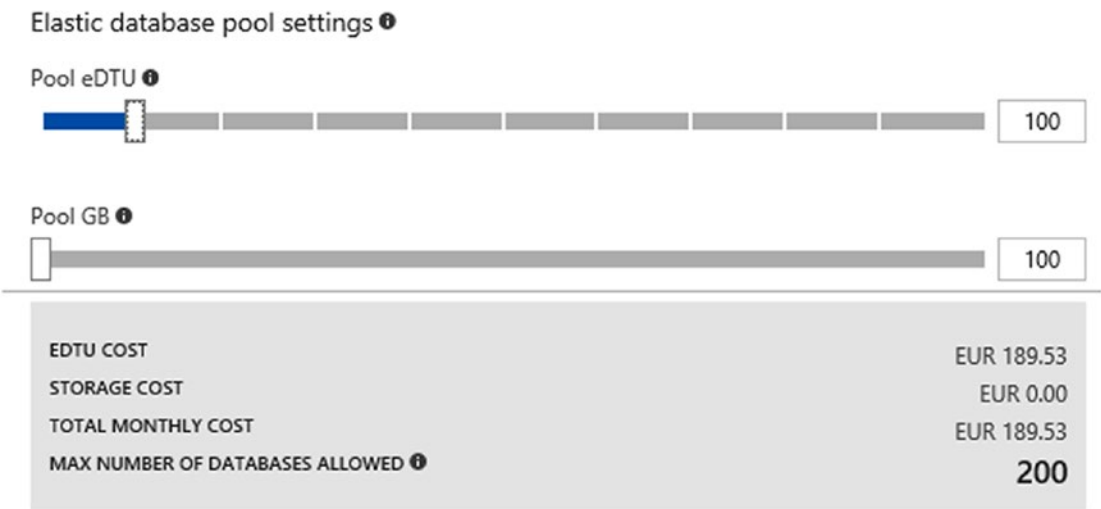 Elastic database pool settings
Pool eDTU
100
Pool GB
100
EDTU COST EUR 189.53
STORAGE COST EUR 0.00
TOTAL MONTHLY COST EUR 189.53
MAX NUMBER OF DATABASES ALLOWED 200